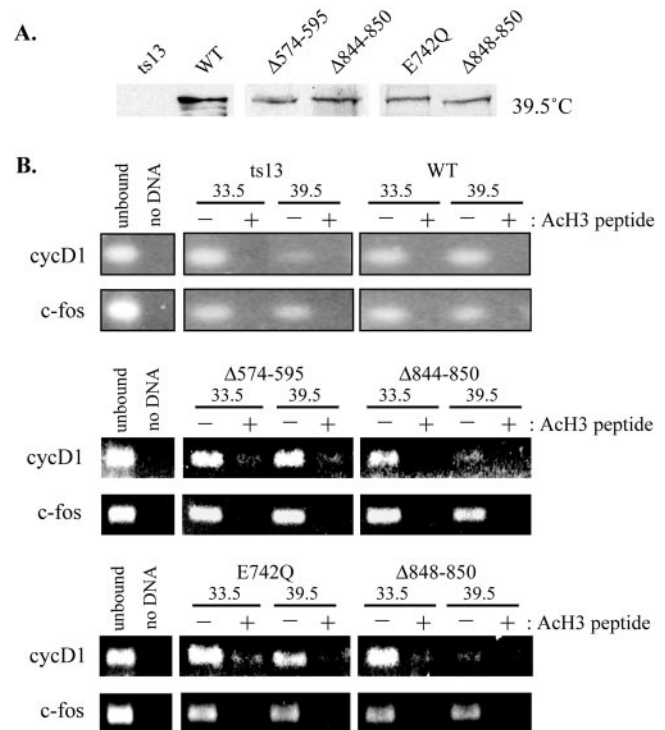 A.
ts13 WT Δ574-595 Δ844-850 E742Q Δ848-850
39.5˚C
B.
unbound no DNA
ts13 WT
33.5 39.5 33.5 39.5
— + — + — + — + : AcH3 peptide
cycD1
c-fos
unbound no DNA
Δ574-595 Δ844-850
33.5 39.5 33.5 39.5
— + — + — + — + : AcH3 peptide
cycD1
c-fos
unbound no DNA
E742Q Δ848-850
33.5 39.5 33.5 39.5
— + — + — + — + : AcH3 peptide
cycD1
c-fos